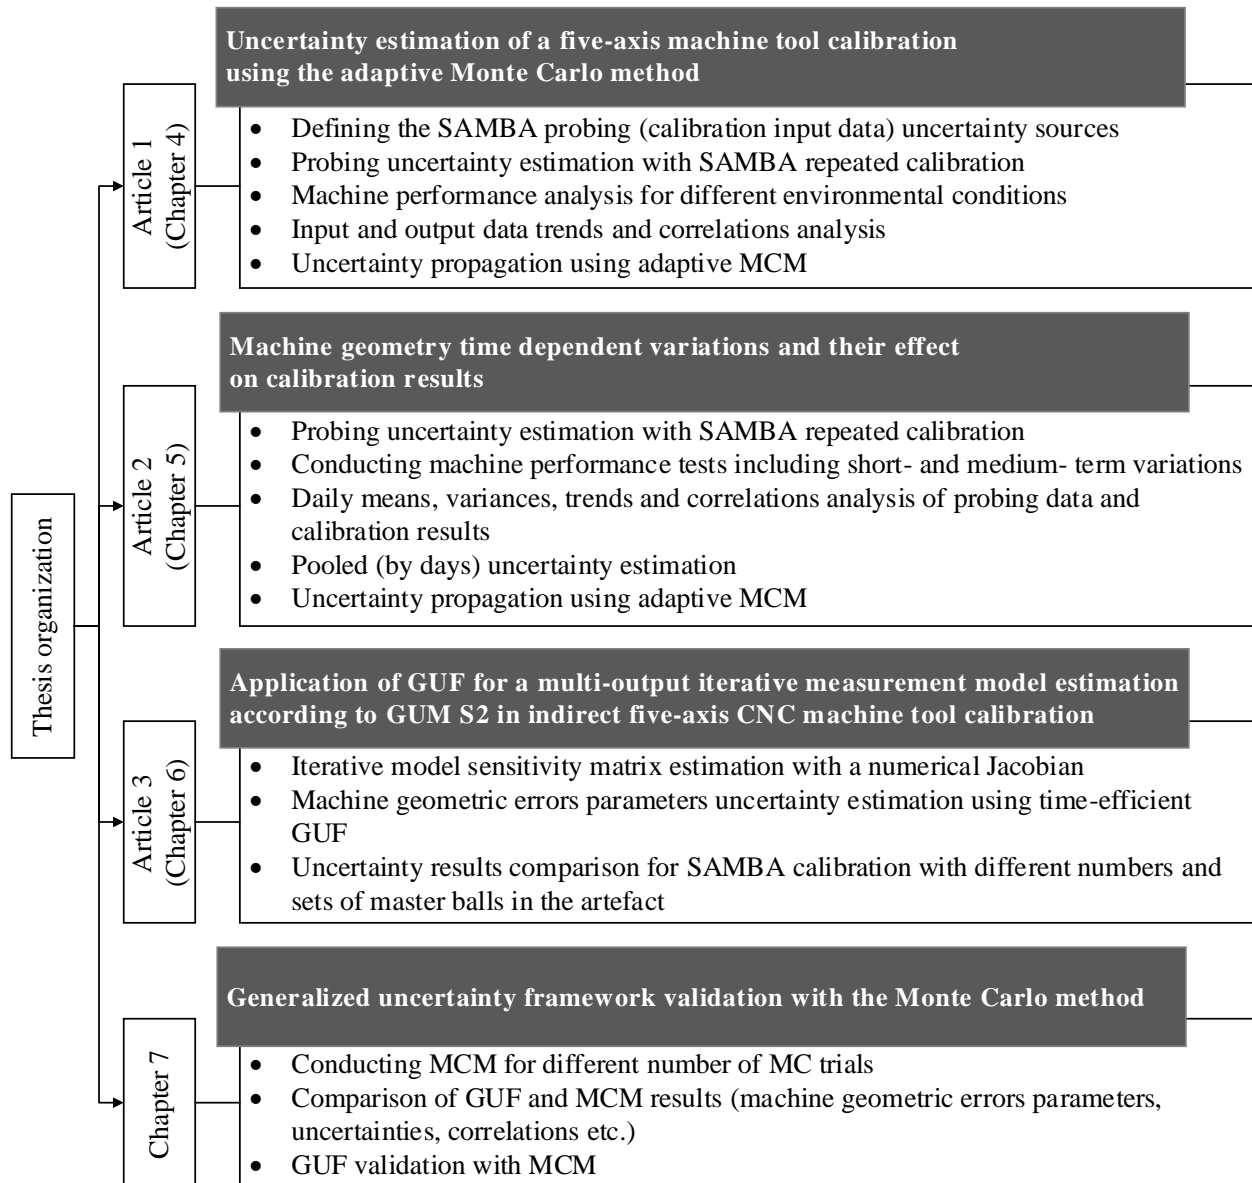 Thesis organization
Article 1
(Chapter 4)
Uncertainty estimation of a five-axis machine tool calibration
using the adaptive Monte Carlo method
• Defining the SAMBA probing (calibration input data) uncertainty sources
• Probing uncertainty estimation with SAMBA repeated calibration
• Machine performance analysis for different environmental conditions
• Input and output data trends and correlations analysis
• Uncertainty propagation using adaptive MCM
Article 2
(Chapter 5)
Machine geometry time dependent variations and their effect
on calibration results
• Probing uncertainty estimation with SAMBA repeated calibration
• Conducting machine performance tests including short- and medium- term variations
• Daily means, variances, trends and correlations analysis of probing data and
calibration results
• Pooled (by days) uncertainty estimation
• Uncertainty propagation using adaptive MCM
Article 3
(Chapter 6)
Application of GUF for a multi-output iterative measurement model estimation
according to GUM S2 in indirect five-axis CNC machine tool calibration
• Iterative model sensitivity matrix estimation with a numerical Jacobian
• Machine geometric errors parameters uncertainty estimation using time-efficient
GUF
• Uncertainty results comparison for SAMBA calibration with different numbers and
sets of master balls in the artefact
Chapter 7
Generalized uncertainty framework validation with the Monte Carlo method
• Conducting MCM for different number of MC trials
• Comparison of GUF and MCM results (machine geometric errors parameters,
uncertainties, correlations etc.)
• GUF validation with MCM